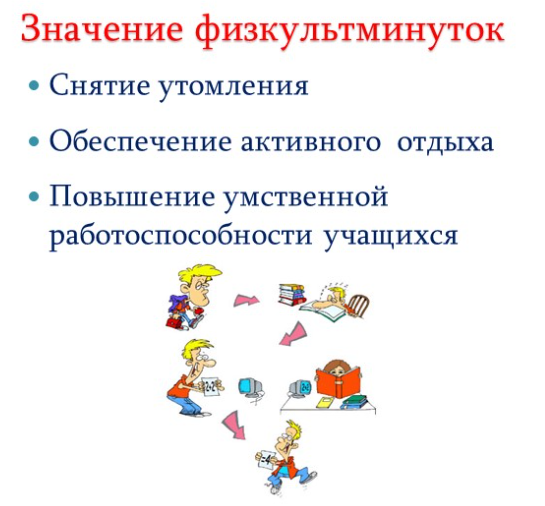 Значение физкультминуток
• Снятие утомления
• Обеспечение активного отдыха
• Повышение умственной
работоспособности учащихся